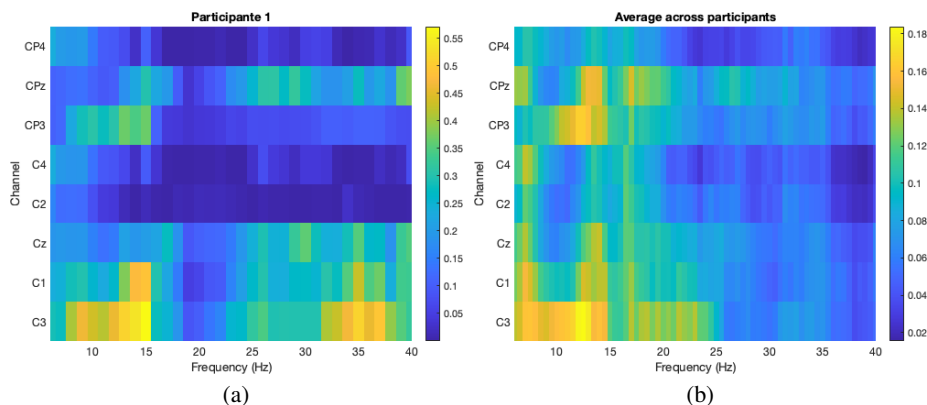 Participante 1
CP4
CPz
CP3
C4
C2
Cz
C1
C3
Channel
10 15 20 25 30 35 40
Frequency (Hz)
0.55
0.5
0.45
0.4
0.35
0.3
0.25
0.2
0.15
0.1
0.05
(a)
Average across participants
CP4
CPz
CP3
C4
C2
Cz
C1
C3
Channel
10 15 20 25 30 35 40
Frequency (Hz)
0.18
0.16
0.14
0.12
0.1
0.08
0.06
0.04
0.02
(b)